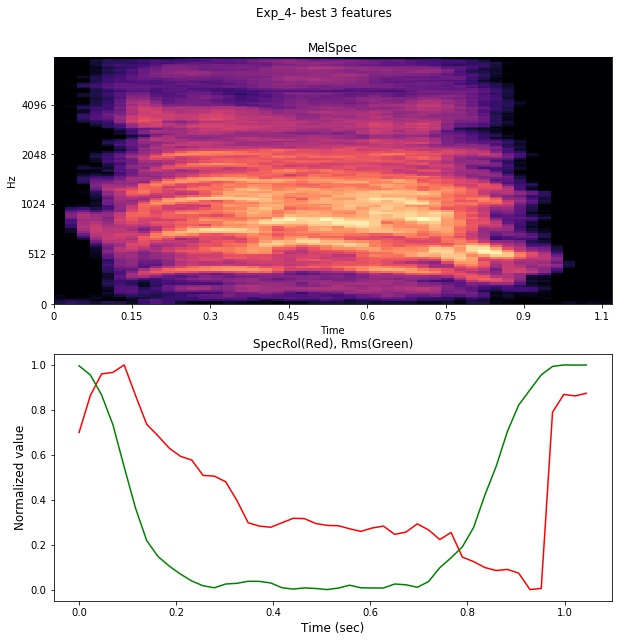 Exp_4- best 3 features
MelSpec
Hz
4096
2048
1024
512
0
0 0.15 0.3 0.45 0.6 0.75 0.9 1.1
Time
SpecRol(Red), Rms(Green)
Normalized value
1.0
0.8
0.6
0.4
0.2
0.0
0.0 0.2 0.4 0.6 0.8 1.0
Time (sec)